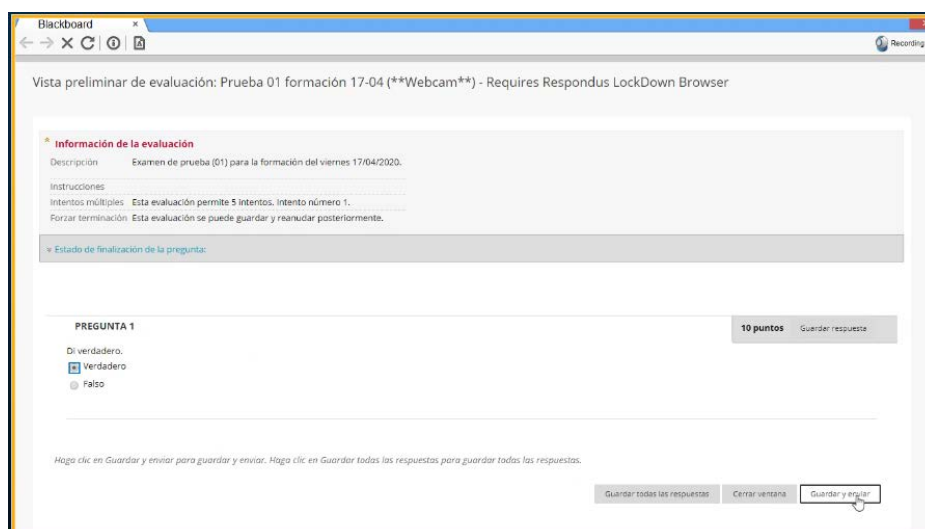 Blackboard
Recording
Vista preliminar de evaluación: Prueba 01 formación 17-04 (**Webcam**) - Requires Respondus LockDown Browser
Información de la evaluación
Descripción Examen de prueba (01) para la formación del viernes 17/04/2020.
Instrucciones
Intentos múltiples Esta evaluación permite 5 intentos. Intento número 1.
Forzar terminación Esta evaluación se puede guardar y reanudar posteriormente.
Estado de finalización de la pregunta:
PREGUNTA 1 10 puntos Guardar respuesta
Di verdadero.
Verdadero
Falso
Haga clic en Guardar y enviar para guardar y enviar. Haga clic en Guardar todas las respuestas para guardar todas las respuestas.
Guardar todas las respuestas Cerrar ventana Guardar y enviar